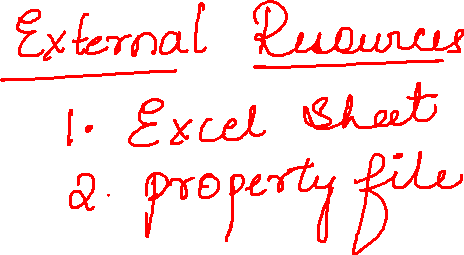 External Resources
1. Excel Sheet
2. property file